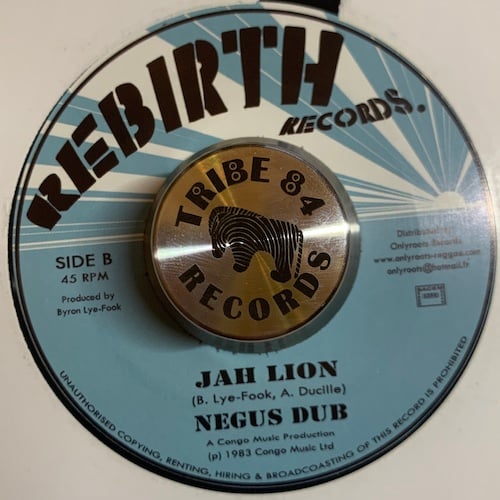 REBIRTH
RECORDS.
TRIBE 84
RECORDS
SIDE B
45 RPM
Produced by
Byron Lye-Fook
Distributed by:
Onlyroots Records
www.onlyroots-reggae.com
onlyroots@hotmail.fr
SACEM
JAH LION
(B. Lye-Fook, A. Ducille)
NEGUS DUB
A Congo Music Production
(p) 1983 Congo Music Ltd
UNAUTHORISED COPYING, RENTING, HIRING & BROADCASTING OF THIS RECORD IS PROHIBITED